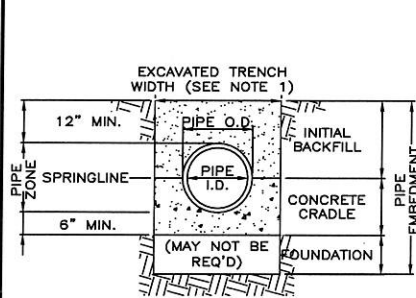 EXCAVATED TRENCH
WIDTH (SEE NOTE 1)
12" MIN.
PIPE O.D.
INITIAL
BACKFILL
PIPE
ZONE
SPRINGLINE
PIPE
I.D.
PIPE
EMBEDMENT
CONCRETE
CRADLE
6" MIN.
(MAY NOT BE
REQ'D)
FOUNDATION